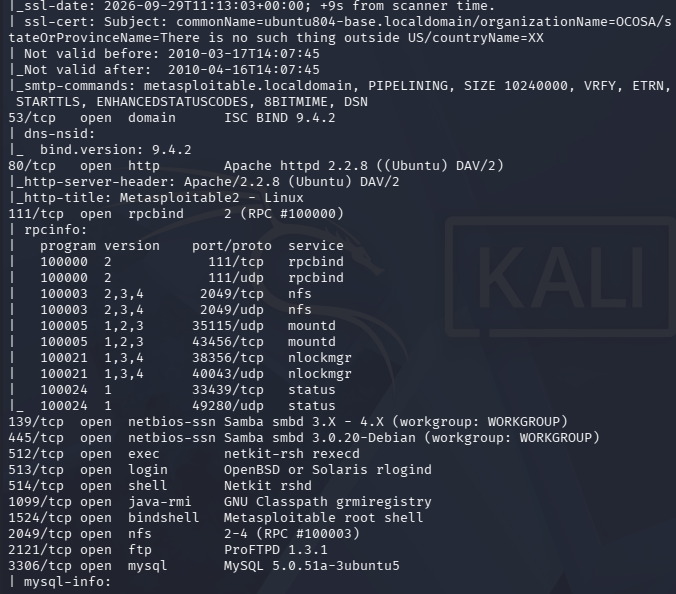 |_ssl-date: 2026-09-29T11:13:03+00:00; +9s from scanner time.
| ssl-cert: Subject: commonName=ubuntu804-base.localdomain/organizationName=OCOSA/s
tateOrProvinceName=There is no such thing outside US/countryName=XX
| Not valid before: 2010-03-17T14:07:45
|_Not valid after:  2010-04-16T14:07:45
|_smtp-commands: metasploitable.localdomain, PIPELINING, SIZE 10240000, VRFY, ETRN,
 STARTTLS, ENHANCEDSTATUSCODES, 8BITMIME, DSN
53/tcp   open  domain      ISC BIND 9.4.2
| dns-nsid:
|_  bind.version: 9.4.2
80/tcp   open  http        Apache httpd 2.2.8 ((Ubuntu) DAV/2)
|_http-server-header: Apache/2.2.8 (Ubuntu) DAV/2
|_http-title: Metasploitable2 - Linux
111/tcp  open  rpcbind     2 (RPC #100000)
| rpcinfo:
|   program version    port/proto  service
|   100000  2            111/tcp   rpcbind
|   100000  2            111/udp   rpcbind
|   100003  2,3,4       2049/tcp   nfs
|   100003  2,3,4       2049/udp   nfs
|   100005  1,2,3      35115/udp   mountd
|   100005  1,2,3      43456/tcp   mountd
|   100021  1,3,4      38356/tcp   nlockmgr
|   100021  1,3,4      40043/udp   nlockmgr
|   100024  1          33439/tcp   status
|_  100024  1          49280/udp   status
139/tcp  open  netbios-ssn Samba smbd 3.X - 4.X (workgroup: WORKGROUP)
445/tcp  open  netbios-ssn Samba smbd 3.0.20-Debian (workgroup: WORKGROUP)
512/tcp  open  exec        netkit-rsh rexecd
513/tcp  open  login       OpenBSD or Solaris rlogind
514/tcp  open  shell       Netkit rshd
1099/tcp open  java-rmi    GNU Classpath grmiregistry
1524/tcp open  bindshell   Metasploitable root shell
2049/tcp open  nfs         2-4 (RPC #100003)
2121/tcp open  ftp         ProFTPD 1.3.1
3306/tcp open  mysql       MySQL 5.0.51a-3ubuntu5
| mysql-info:
KALI